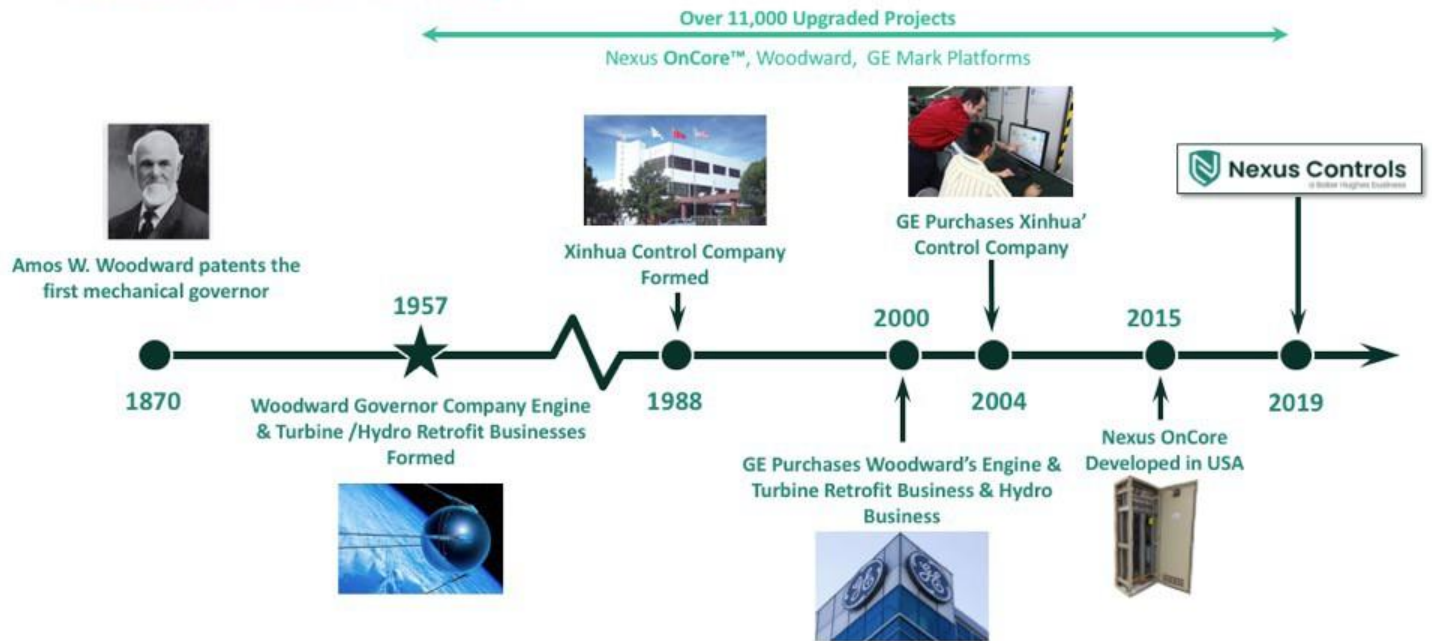 Over 11,000 Upgraded Projects
Nexus OnCore™, Woodward, GE Mark Platforms
Nexus Controls
a Baker Hughes business
Amos W. Woodward patents the
first mechanical governor
Xinhua Control Company
Formed
GE Purchases Xinhua'
Control Company
1957
2000
2015
1870
1988
2004
2019
Woodward Governor Company Engine
& Turbine /Hydro Retrofit Businesses
Formed
GE Purchases Woodward's Engine &
Turbine Retrofit Business & Hydro
Business
Nexus OnCore
Developed in USA